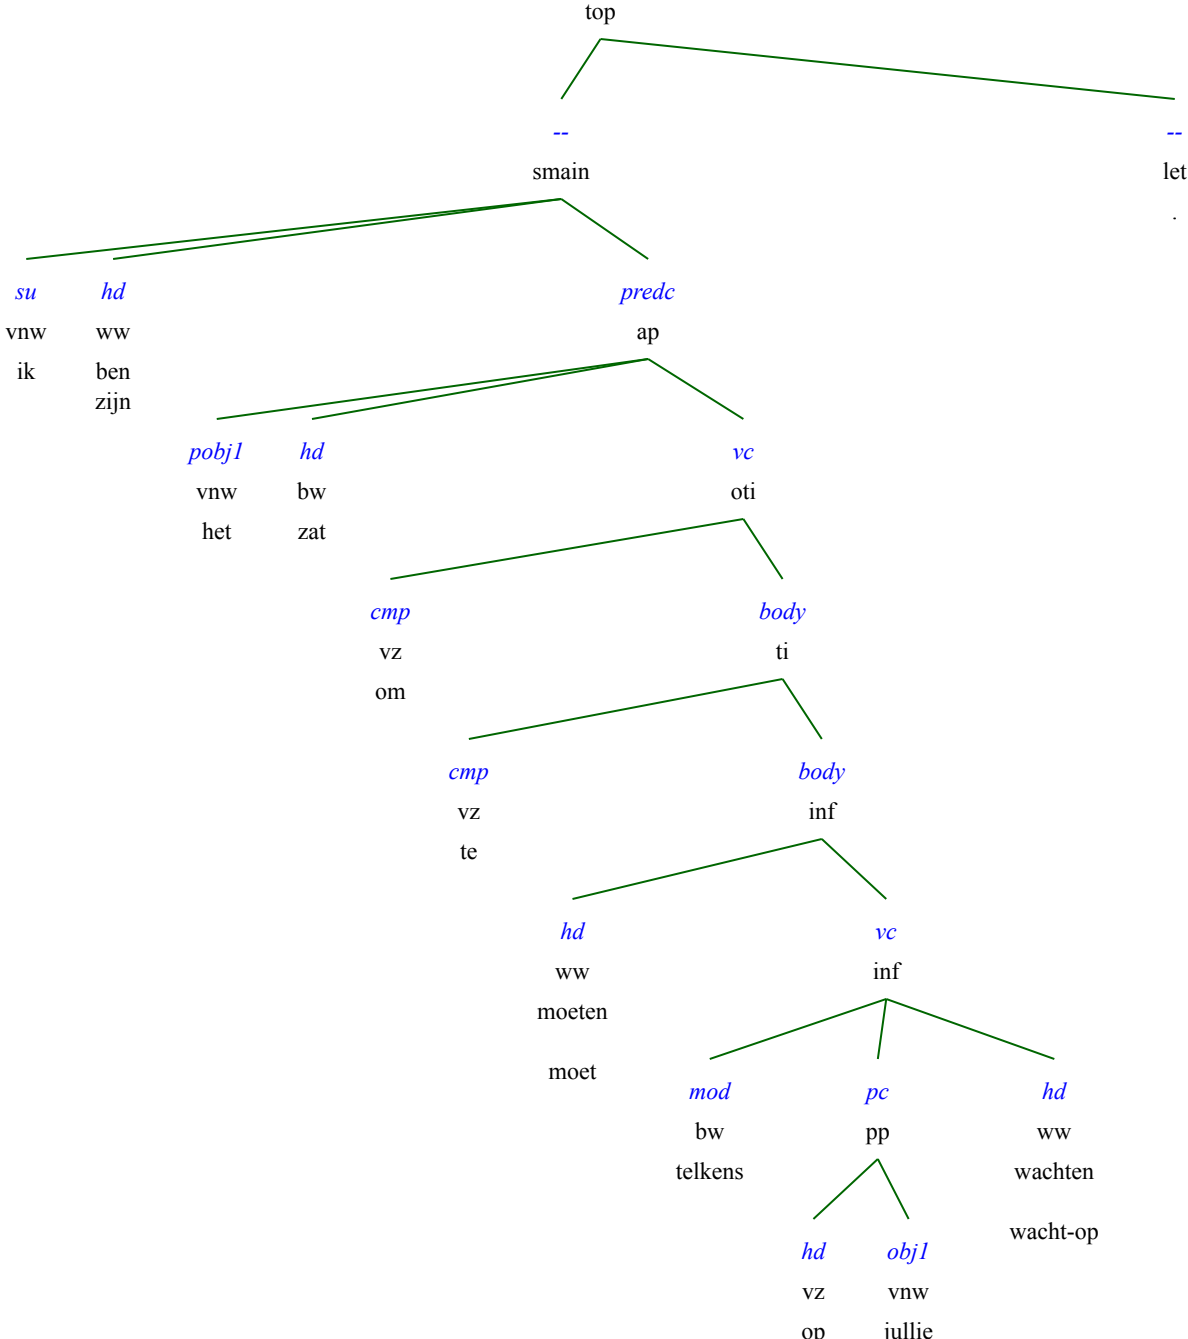 top
-- --
smain let
.
su hd predc
vnw ww ap
ik ben
zijn
pobj1 hd vc
vnw bw oti
het zat
cmp body
vz ti
om
cmp body
vz inf
te
hd vc
ww inf
moeten
moet
mod pc hd
bw pp ww
telkens wachten
wacht-op
hd obj1
vz vnw
op jullie